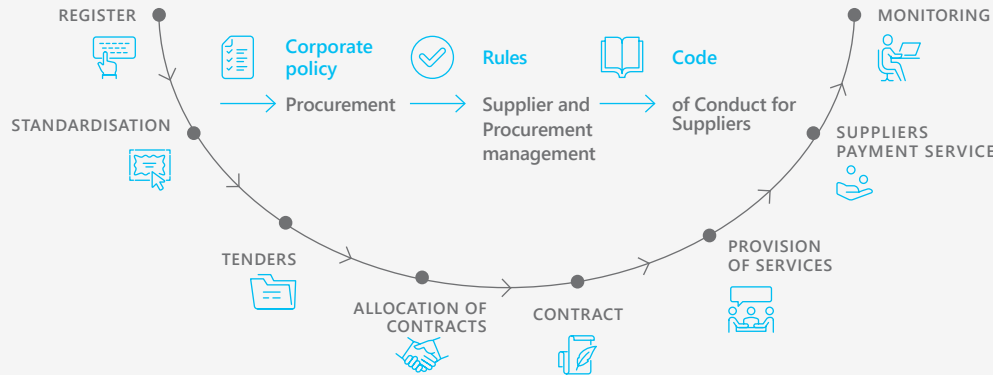 REGISTER
MONITORING
Corporate
policy
Procurement
Rules
Supplier and
Procurement
management
Code
of Conduct for
Suppliers
STANDARDISATION
SUPPLIERS
PAYMENT SERVICE
TENDERS
PROVISION
OF SERVICES
ALLOCATION OF
CONTRACTS
CONTRACT